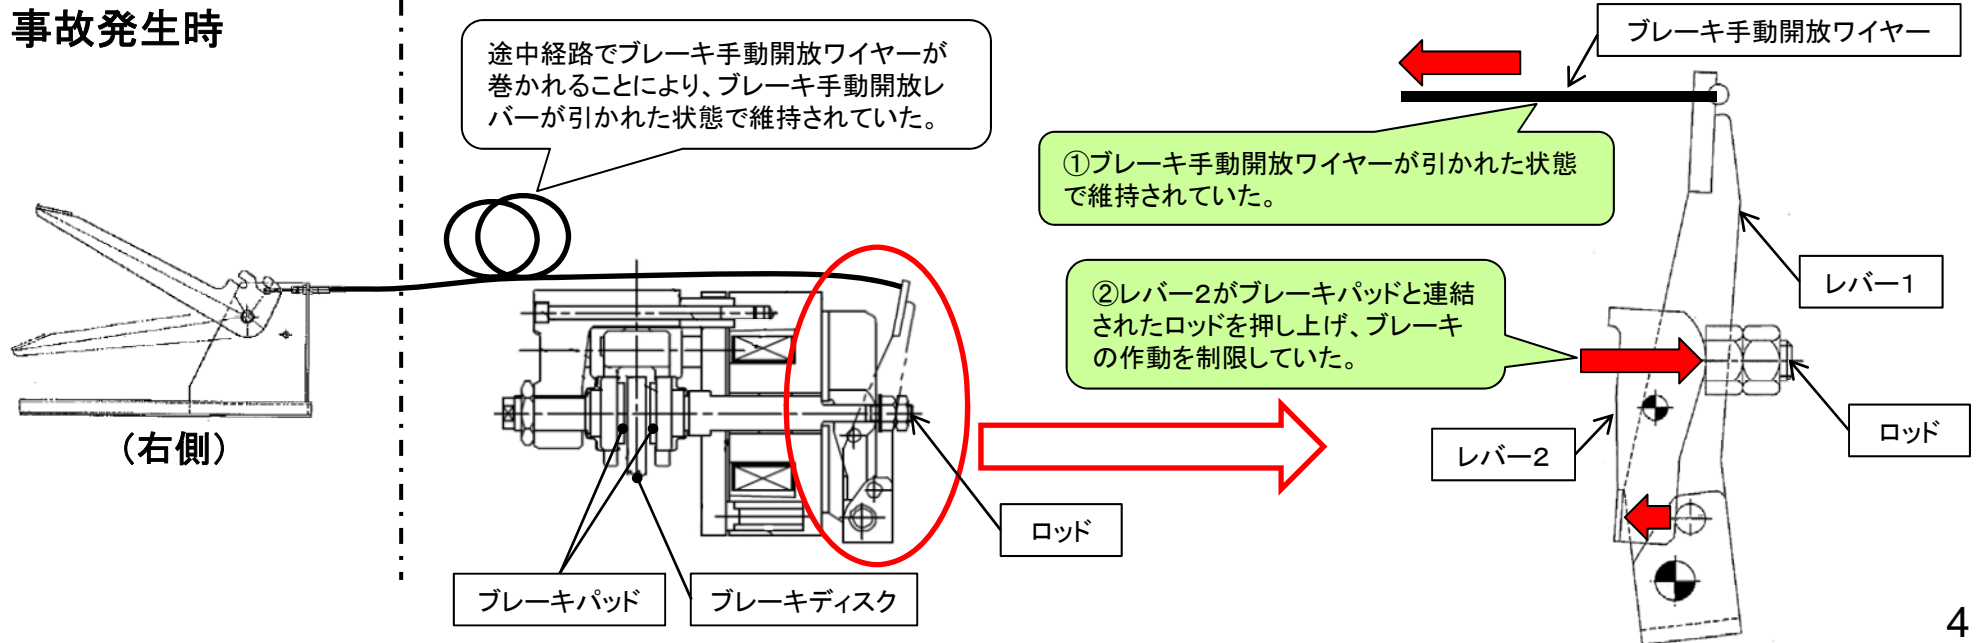 事故発生時
途中経路でブレーキ手動開放ワイヤーが
巻かれることにより、ブレーキ手動開放レ
バーが引かれた状態で維持されていた。
(右側)
ブレーキパッド
ブレーキディスク
ロッド
ブレーキ手動開放ワイヤー
①ブレーキ手動開放ワイヤーが引かれた状態
で維持されていた。
②レバー2がブレーキパッドと連結
されたロッドを押し上げ、ブレーキ
の作動を制限していた。
レバー1
レバー2
ロッド
4